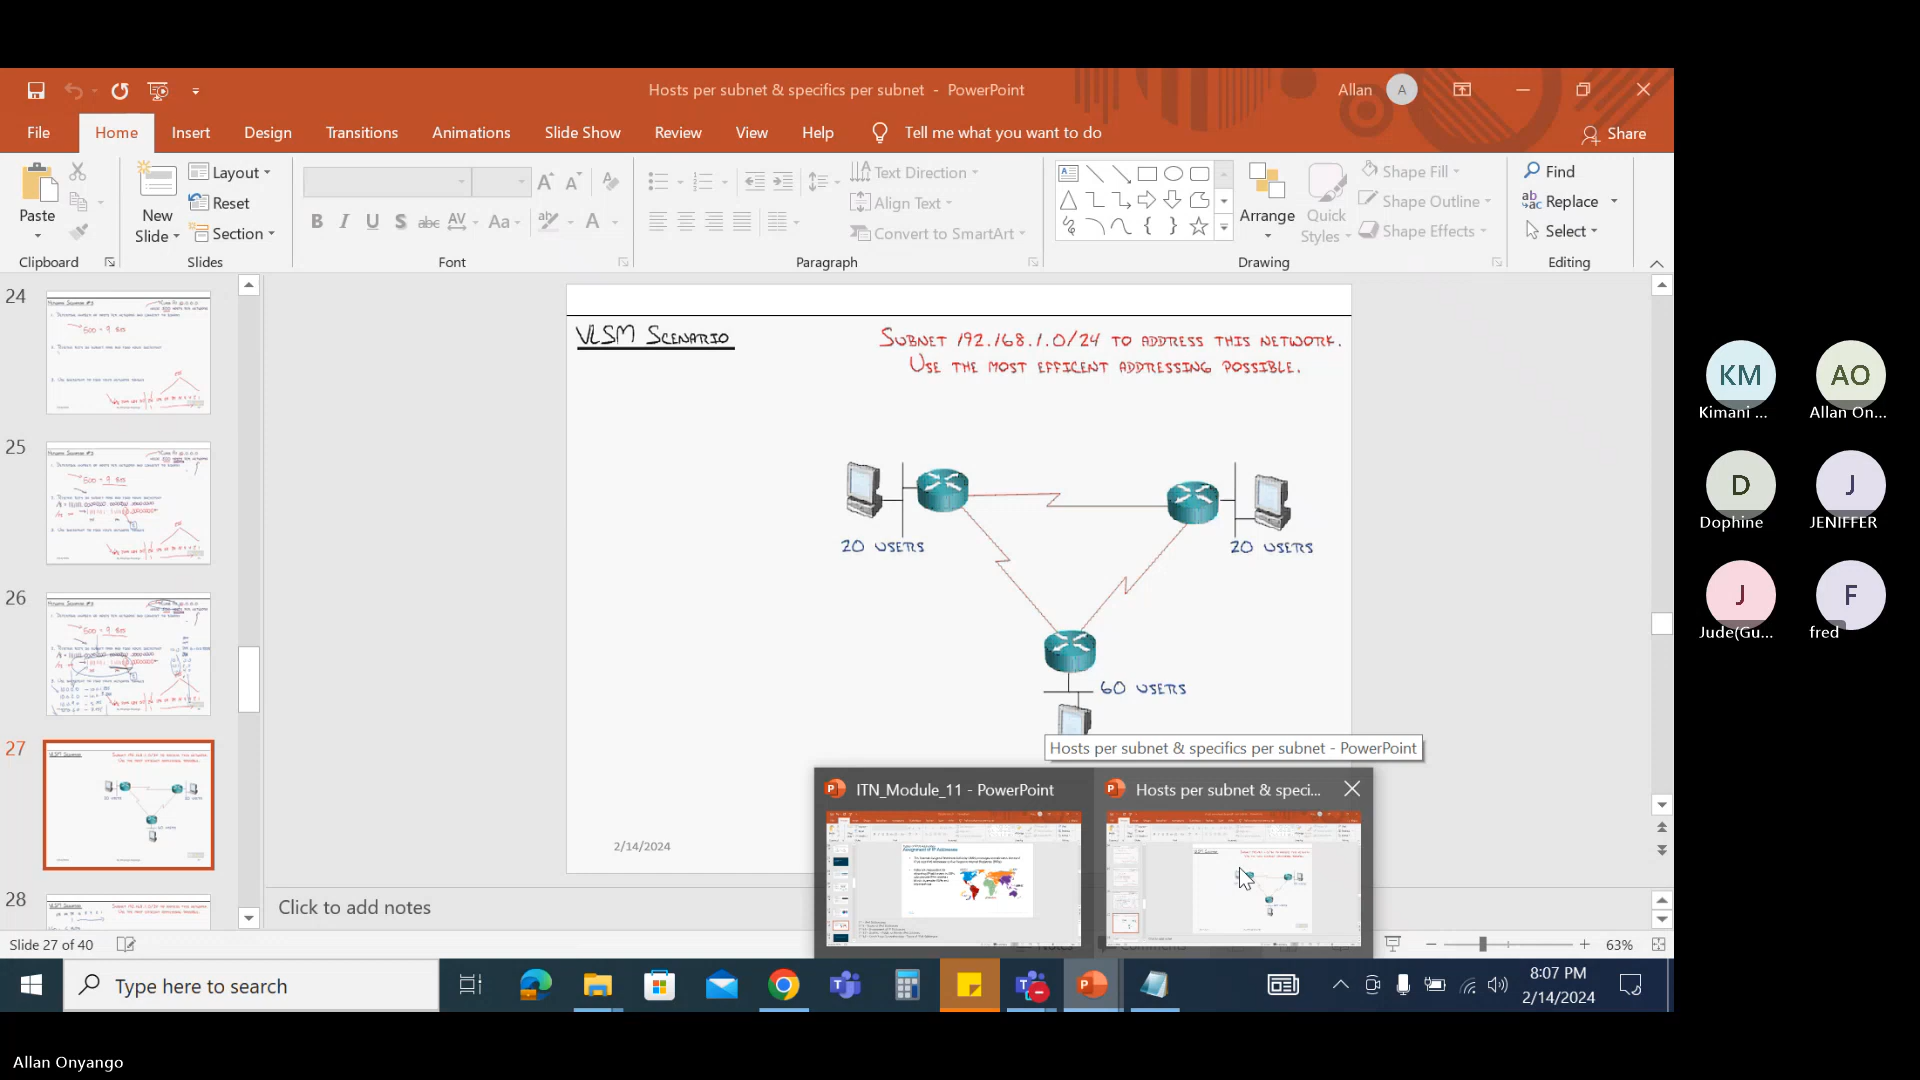 Hosts per subnet & specifics per subnet - PowerPoint
Allan
A
File
Home
Insert
Design
Transitions
Animations
Slide Show
Review
View
Help
Tell me what you want to do
Share
Paste
New
Slide
Layout
Reset
Section
Text Direction
Align Text
Convert to SmartArt
Arrange
Quick
Styles
Shape Fill
Shape Outline
Shape Effects
Find
Replace
Select
Clipboard
Slides
Font
Paragraph
Drawing
Editing
24
25
26
27
28
VLSM SCENARIO
SUBNET 192.168.1.0/24 TO ADDRESS THIS NETWORK.
USE THE MOST EFFICENT ADDRESSING POSSIBLE.
20 USERS
20 USERS
60 USERS
2/14/2024
Hosts per subnet & specifics per subnet - PowerPoint
ITN_Module_11 - PowerPoint
Hosts per subnet & speci...
Assignment of IP Addresses
Click to add notes
Slide 27 of 40
63%
Type here to search
8:07 PM
2/14/2024
KM
Kimani ...
AO
Allan On...
D
Dophine
J
JENIFFER
J
Jude(Gu...
F
fred
Allan Onyango